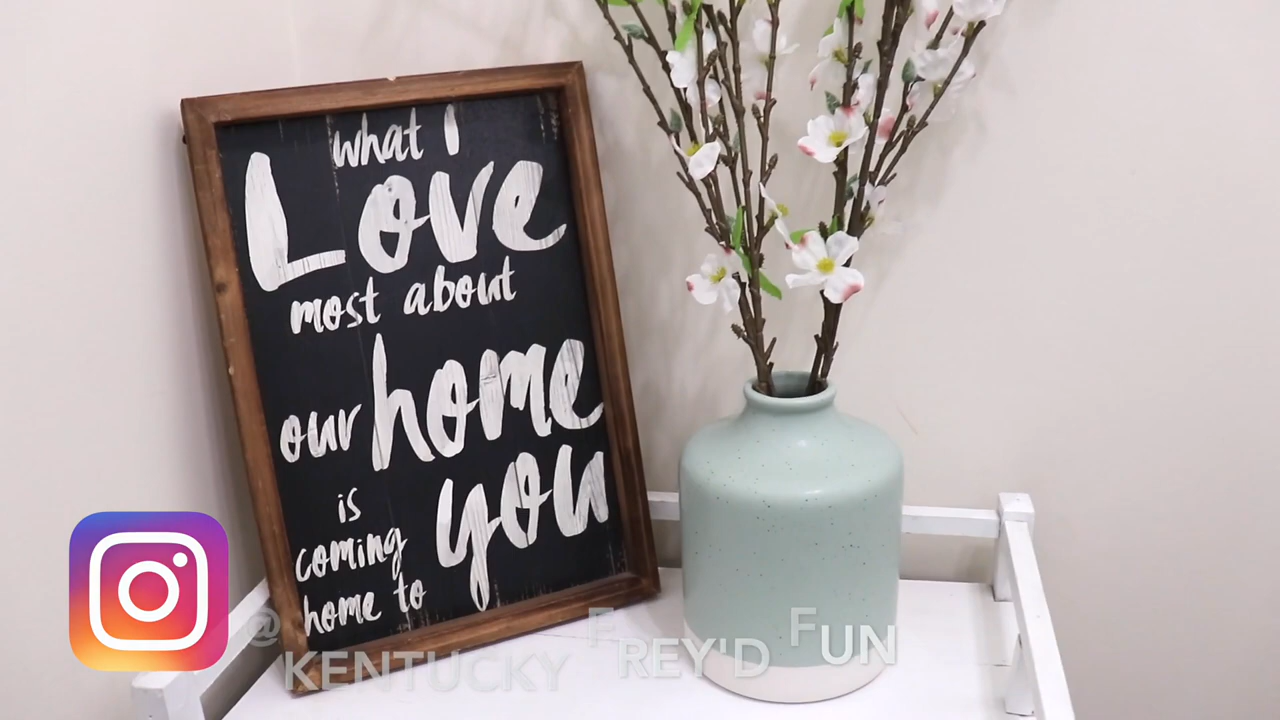 what I
Love
most about
our home
is
coming you
home to
@
KENTUCKY FREY'D FUN